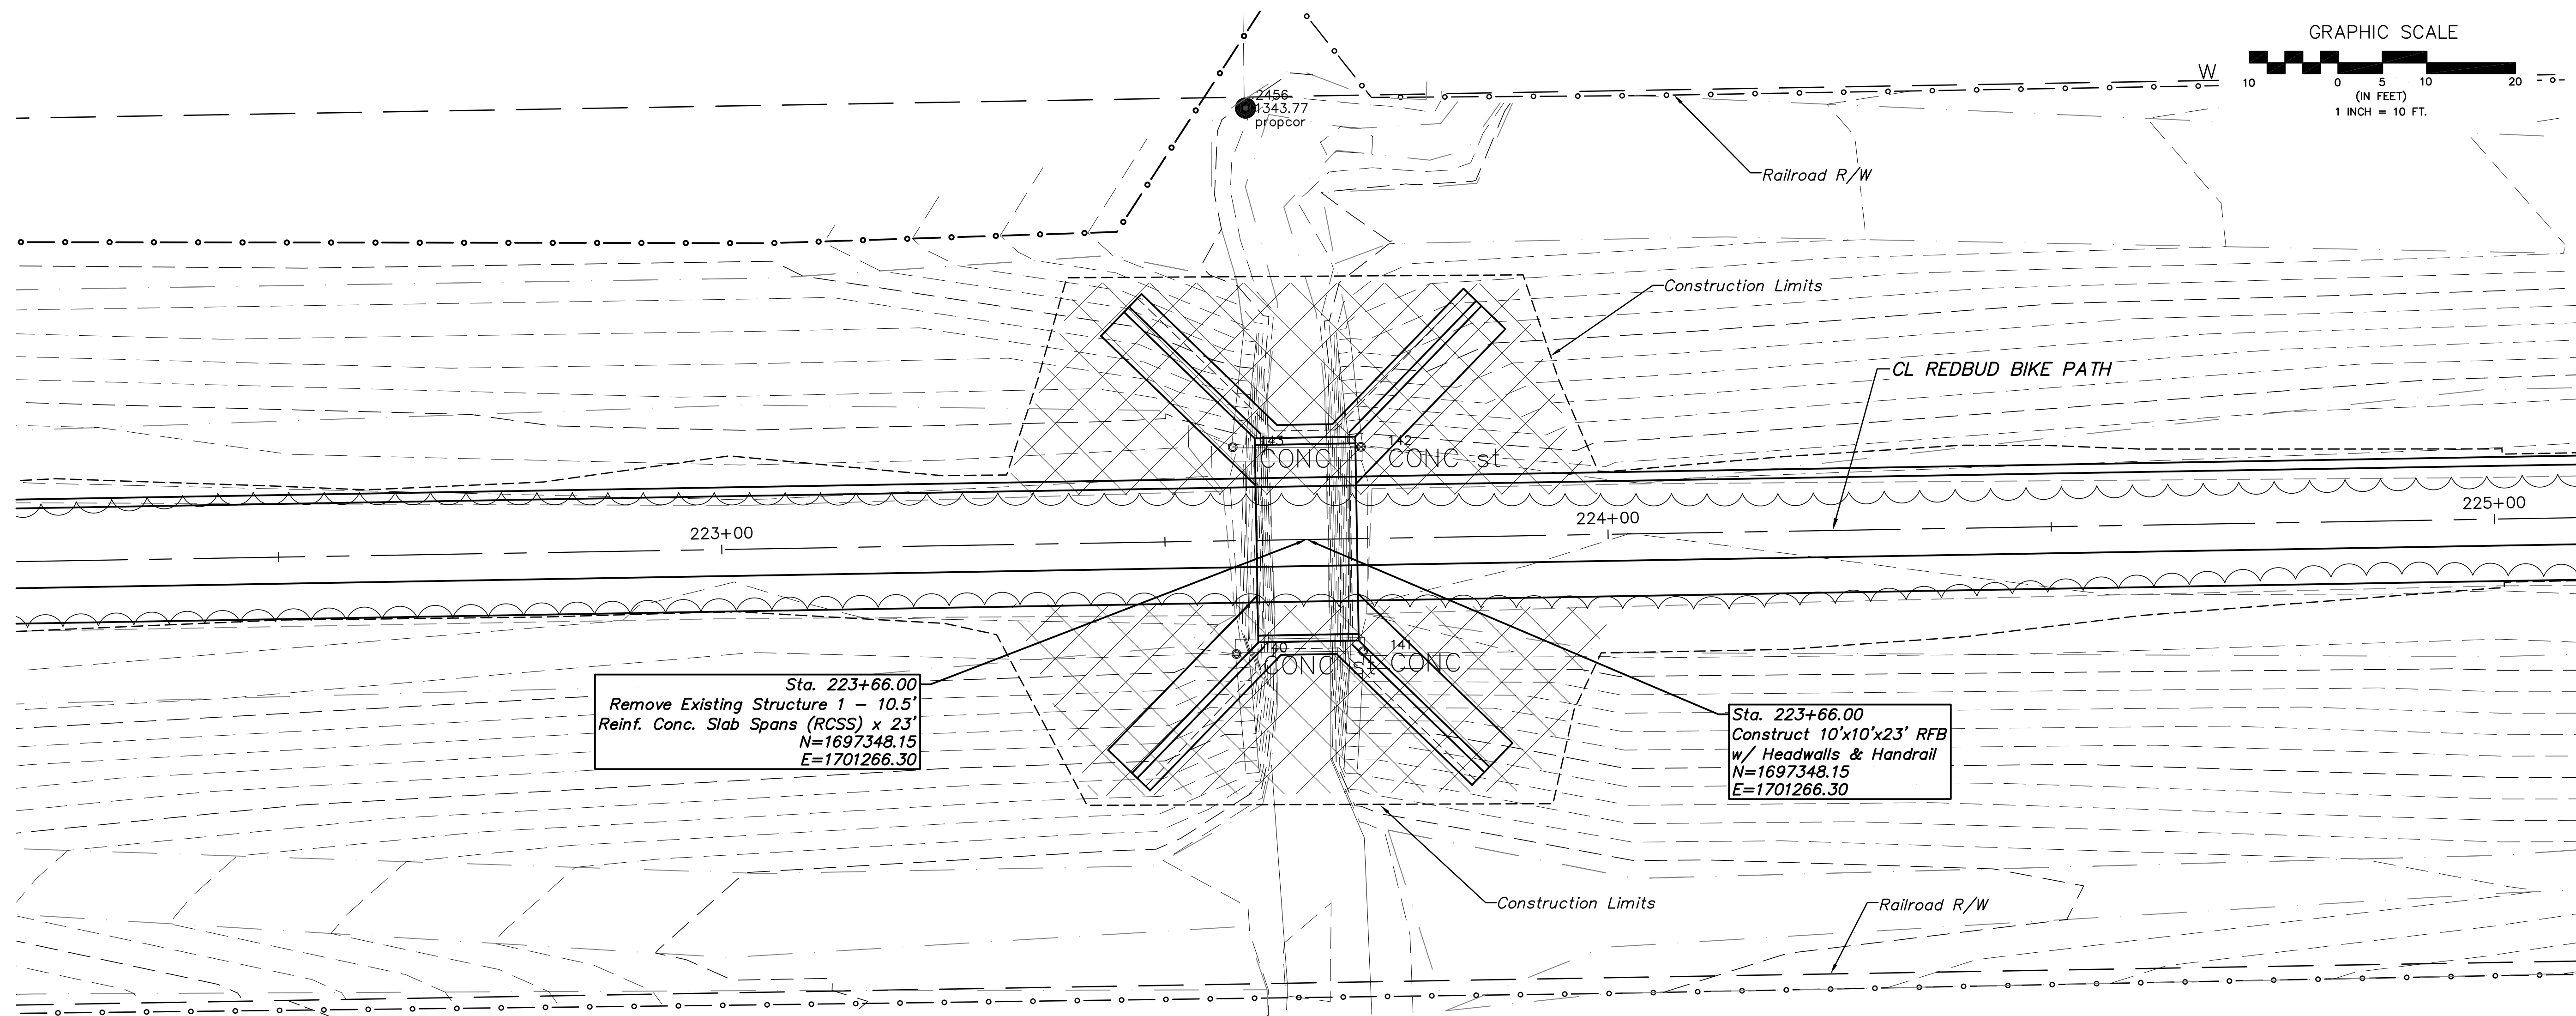 GRAPHIC SCALE
W
10 0 5 10 20
(IN FEET)
1 INCH = 10 FT.
2456
1343.77
propcor
Railroad R/W
Construction Limits
CL REDBUD BIKE PATH
143
CONC
142
CONC st
223+00
224+00
225+00
140
CONC st
141
CONC
Sta. 223+66.00
Remove Existing Structure 1 – 10.5'
Reinf. Conc. Slab Spans (RCSS) x 23'
N=1697348.15
E=1701266.30
Sta. 223+66.00
Construct 10'x10'x23' RFB
w/ Headwalls & Handrail
N=1697348.15
E=1701266.30
Construction Limits
Railroad R/W